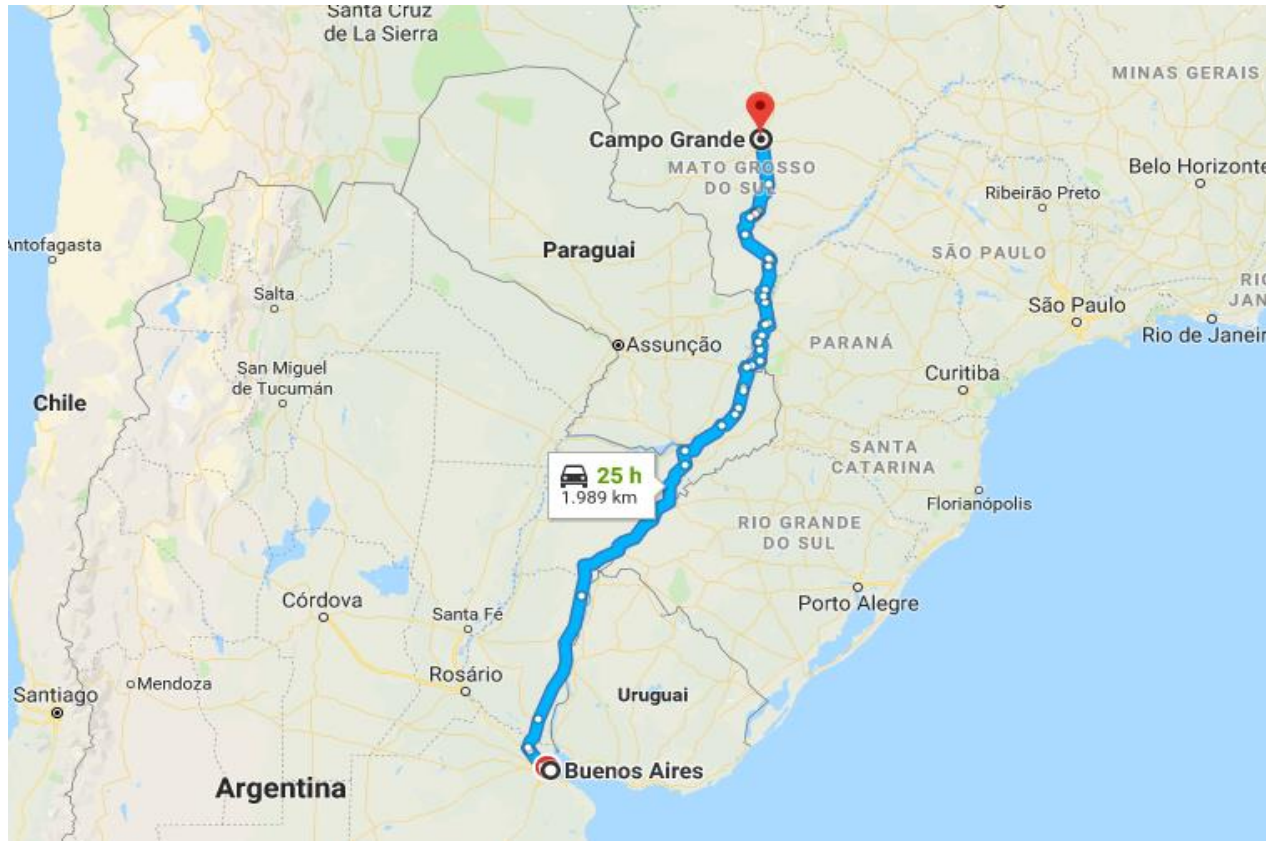 Santa Cruz
de La Sierra
MINAS GERAIS
Campo Grande
MATO GROSSO
DO SUL
Belo Horizonte
Ribeirão Preto
Antofagasta
Paraguai
SÃO PAULO
Salta
São Paulo
Rio de Janeir
Assunção
PARANÁ
San Miguel
de Tucumán
Curitiba
Chile
SANTA
CATARINA
25 h
1.989 km
Florianópolis
RIO GRANDE
DO SUL
Córdova
Santa Fé
Porto Alegre
Rosário
Mendoza
Santiago
Uruguai
Buenos Aires
Argentina